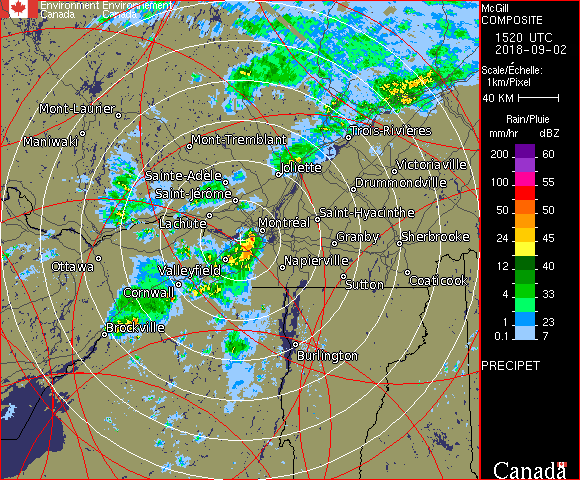 Environment Environnement
Canada Canada
McGill
COMPOSITE
1520 UTC
2018-09-02
Scale/Échelle:
1km/Pixel
40 KM
Rain/Pluie
mm/hr dBZ
200 60
150 57
100 55
50 50
24 45
12 40
4 33
1 23
0.1 7
PRECIPET
Canada
Mont-Laurier
Maniwaki
Mont-Tremblant
Trois-Rivières
Sainte-Adèle
Joliette
Victoriaville
Saint-Jérôme
Drummondville
Lachute
Saint-Hyacinthe
Montréal
Granby
Sherbrooke
Ottawa
Valleyfield
Napierville
Cornwall
Sutton
Coaticook
Brockville
Burlington